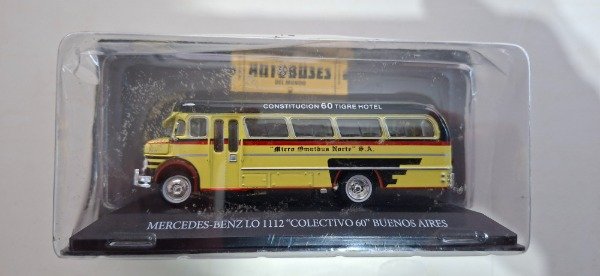 AUTOBUSES
DEL MUNDO
CONSTITUCION 60 TIGRE HOTEL
"Micro Omnibus Norte" S.A.
MERCEDES-BENZ LO 1112 "COLECTIVO 60" BUENOS AIRES